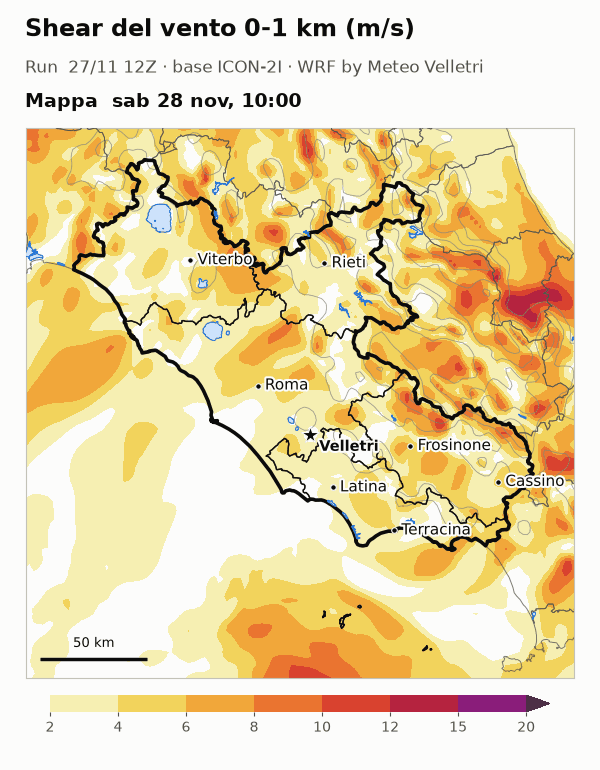 Shear del vento 0-1 km (m/s)
Run  27/11 12Z · base ICON-2I · WRF by Meteo Velletri
Mappa  sab 28 nov, 10:00
Viterbo
Rieti
Roma
Velletri
Frosinone
Cassino
Latina
Terracina
50 km
2 4 6 8 10 12 15 20